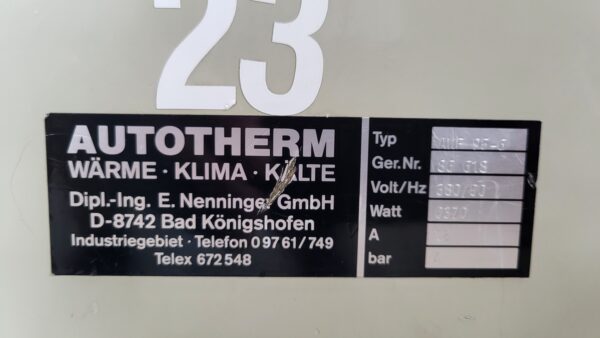 23
AUTOTHERM
WÄRME · KLIMA · KÄLTE
Dipl.-Ing. E. Nenninger GmbH
D-8742 Bad Königshofen
Industriegebiet · Telefon 09761/749
Telex 672548
Typ
Ger.Nr.
Volt/Hz
Watt
A
bar